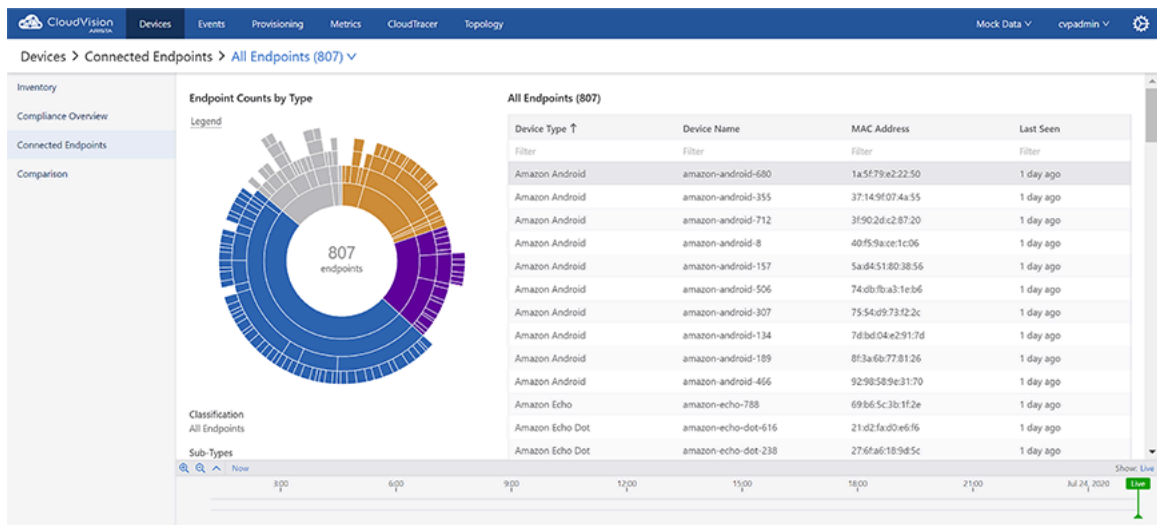 CloudVision
ARISTA
Devices
Events
Provisioning
Metrics
CloudTracer
Topology
Mock Data
cvpadmin
Devices > Connected Endpoints > All Endpoints (807)
Inventory
Compliance Overview
Connected Endpoints
Comparison
Endpoint Counts by Type
Legend
807
endpoints
Classification
All Endpoints
Sub-Types
All Endpoints (807)
Device Type ↑ Device Name MAC Address Last Seen
Filter Filter Filter Filter
Amazon Android amazon-android-680 1a:5f:79:e2:22:50 1 day ago
Amazon Android amazon-android-355 37:14:9f:07:4a:55 1 day ago
Amazon Android amazon-android-712 3f:90:2d:c2:87:20 1 day ago
Amazon Android amazon-android-8 40:f5:9a:ce:1c:06 1 day ago
Amazon Android amazon-android-157 5a:d4:51:80:38:56 1 day ago
Amazon Android amazon-android-506 74:db:fb:a3:1e:b6 1 day ago
Amazon Android amazon-android-307 75:54:d9:73:f2:2c 1 day ago
Amazon Android amazon-android-134 7d:bd:04:e2:91:7d 1 day ago
Amazon Android amazon-android-189 8f:3a:6b:77:81:26 1 day ago
Amazon Android amazon-android-466 92:98:58:9e:31:70 1 day ago
Amazon Echo amazon-echo-788 69:b6:5c:3b:1f:2e 1 day ago
Amazon Echo Dot amazon-echo-dot-616 21:d2:fa:d0:e6:f6 1 day ago
Amazon Echo Dot amazon-echo-dot-238 27:6f:a6:18:9d:5c 1 day ago
Now
Show: Live
3:00 6:00 9:00 12:00 15:00 18:00 21:00 Jul 24, 2020 Live